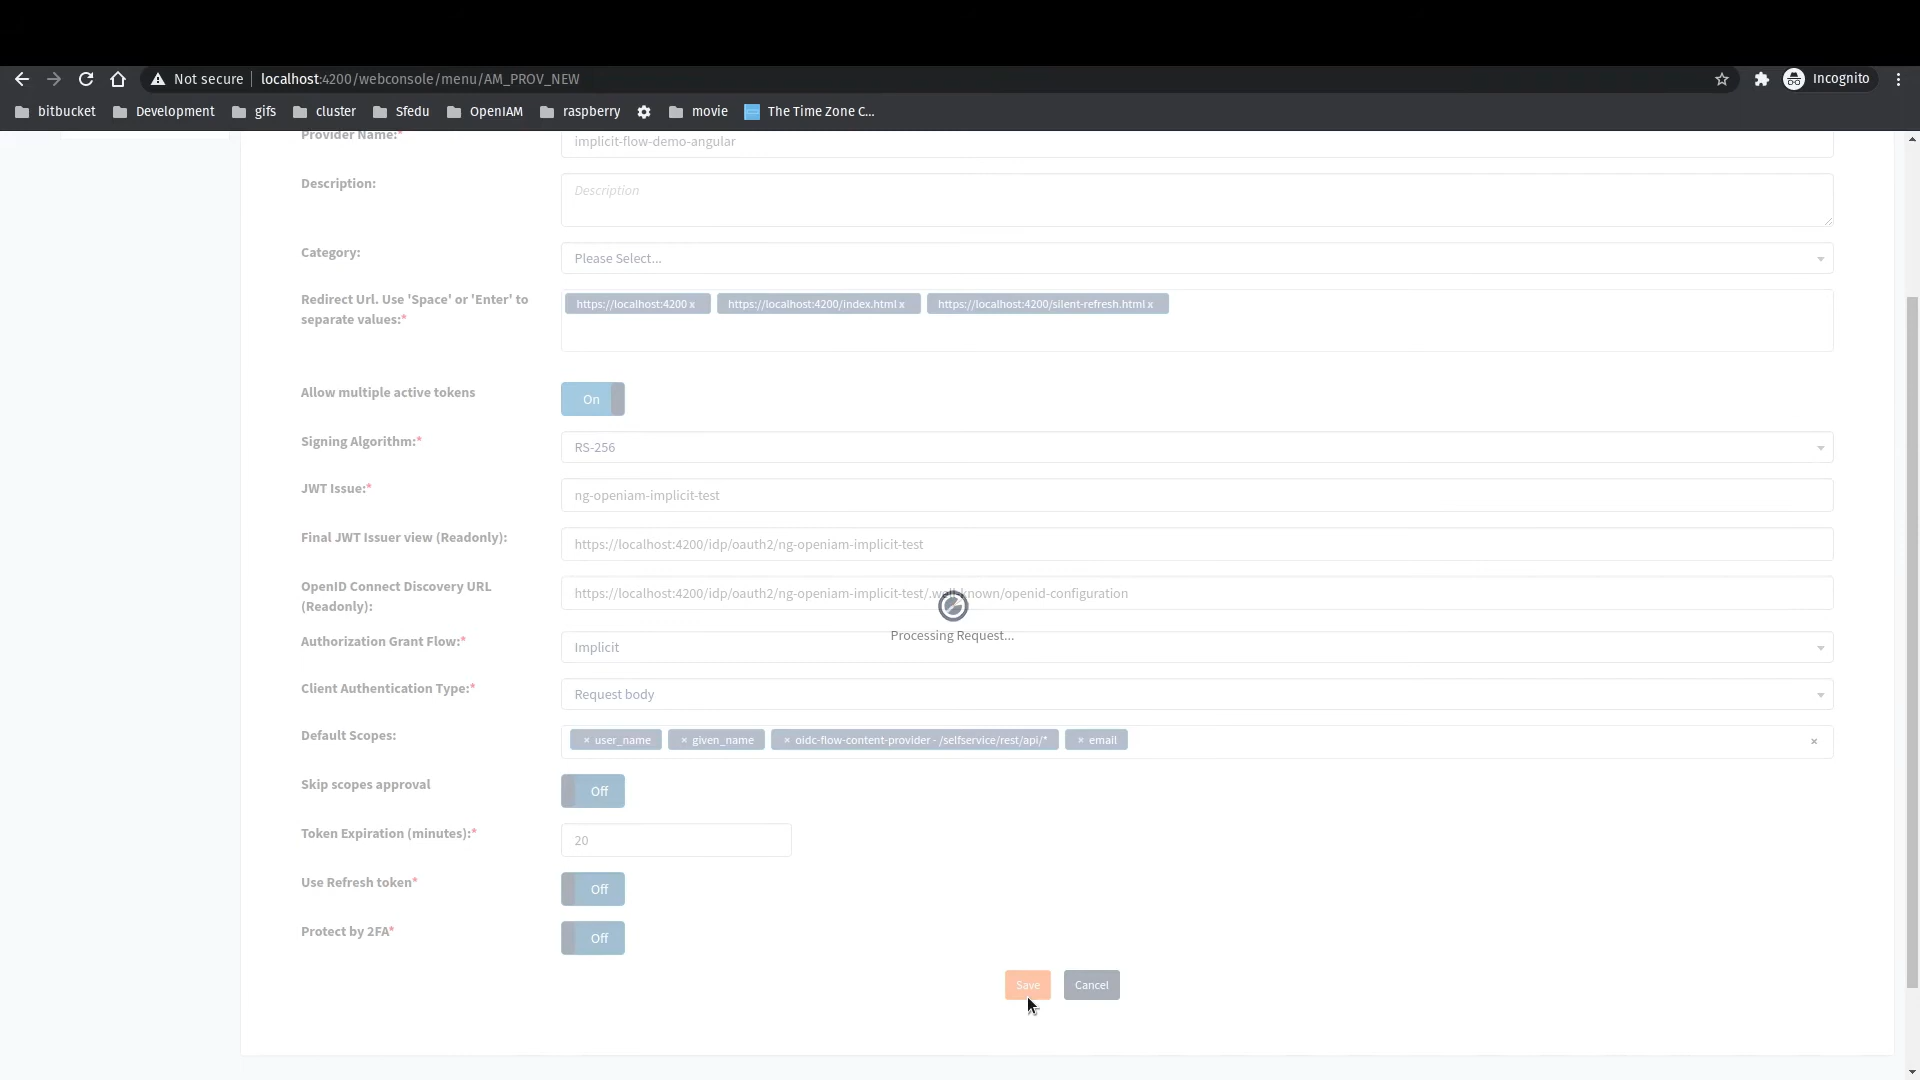 Not secure localhost:4200/webconsole/menu/AM_PROV_NEW Incognito
bitbucket Development gifs cluster Sfedu OpenIAM raspberry movie The Time Zone C...
Provider Name:* implicit-flow-demo-angular
Description: Description
Category: Please Select...
Redirect Url. Use 'Space' or 'Enter' to
separate values:*
https://localhost:4200 x https://localhost:4200/index.html x https://localhost:4200/silent-refresh.html x
Allow multiple active tokens On
Signing Algorithm:* RS-256
JWT Issue:* ng-openiam-implicit-test
Final JWT Issuer view (Readonly): https://localhost:4200/idp/oauth2/ng-openiam-implicit-test
OpenID Connect Discovery URL
(Readonly):
https://localhost:4200/idp/oauth2/ng-openiam-implicit-test/.well-known/openid-configuration
Processing Request...
Authorization Grant Flow:* Implicit
Client Authentication Type:* Request body
Default Scopes: × user_name × given_name × oidc-flow-content-provider - /selfservice/rest/api/* × email ×
Skip scopes approval Off
Token Expiration (minutes):* 20
Use Refresh token* Off
Protect by 2FA* Off
Save Cancel